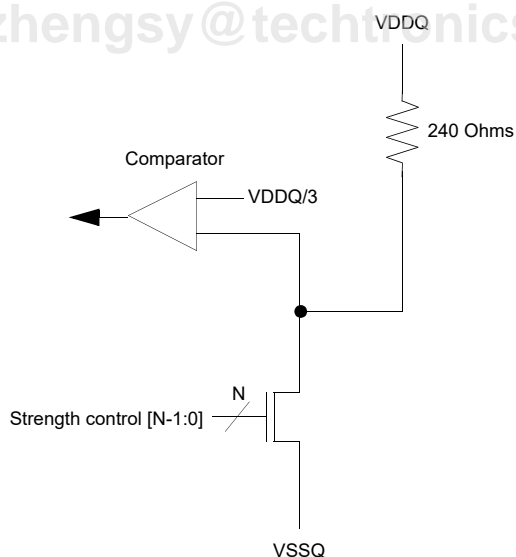 zhengsy@techtronics
VDDQ
240 Ohms
Comparator
VDDQ/3
N
Strength control [N-1:0]
VSSQ